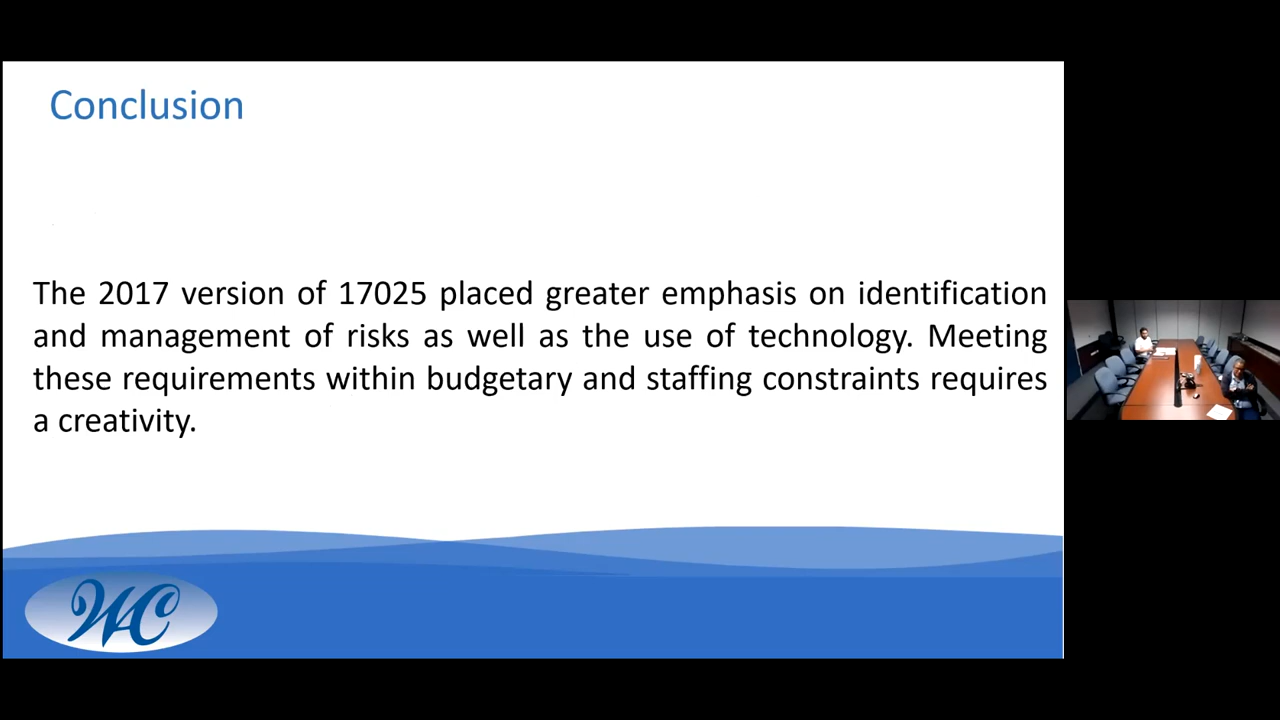 Conclusion
The 2017 version of 17025 placed greater emphasis on identification
and management of risks as well as the use of technology. Meeting
these requirements within budgetary and staffing constraints requires
a creativity.
WC